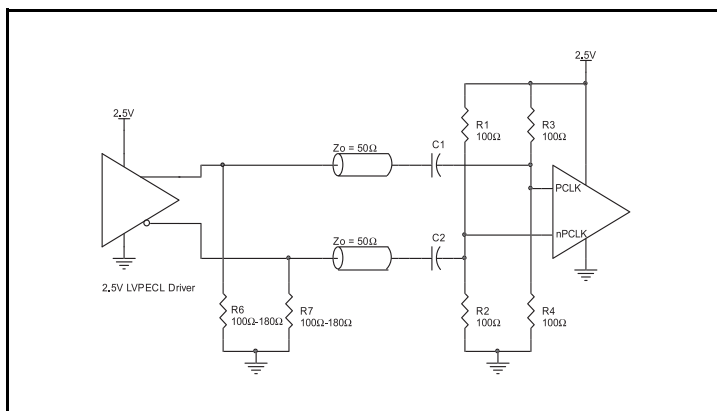 2.5V
2.5V
Zo = 50Ω
C1
R1
100Ω
R3
100Ω
PCLK
Zo = 50Ω
C2
nPCLK
2.5V LVPECL Driver
R6
100Ω-180Ω
R7
100Ω-180Ω
R2
100Ω
R4
100Ω